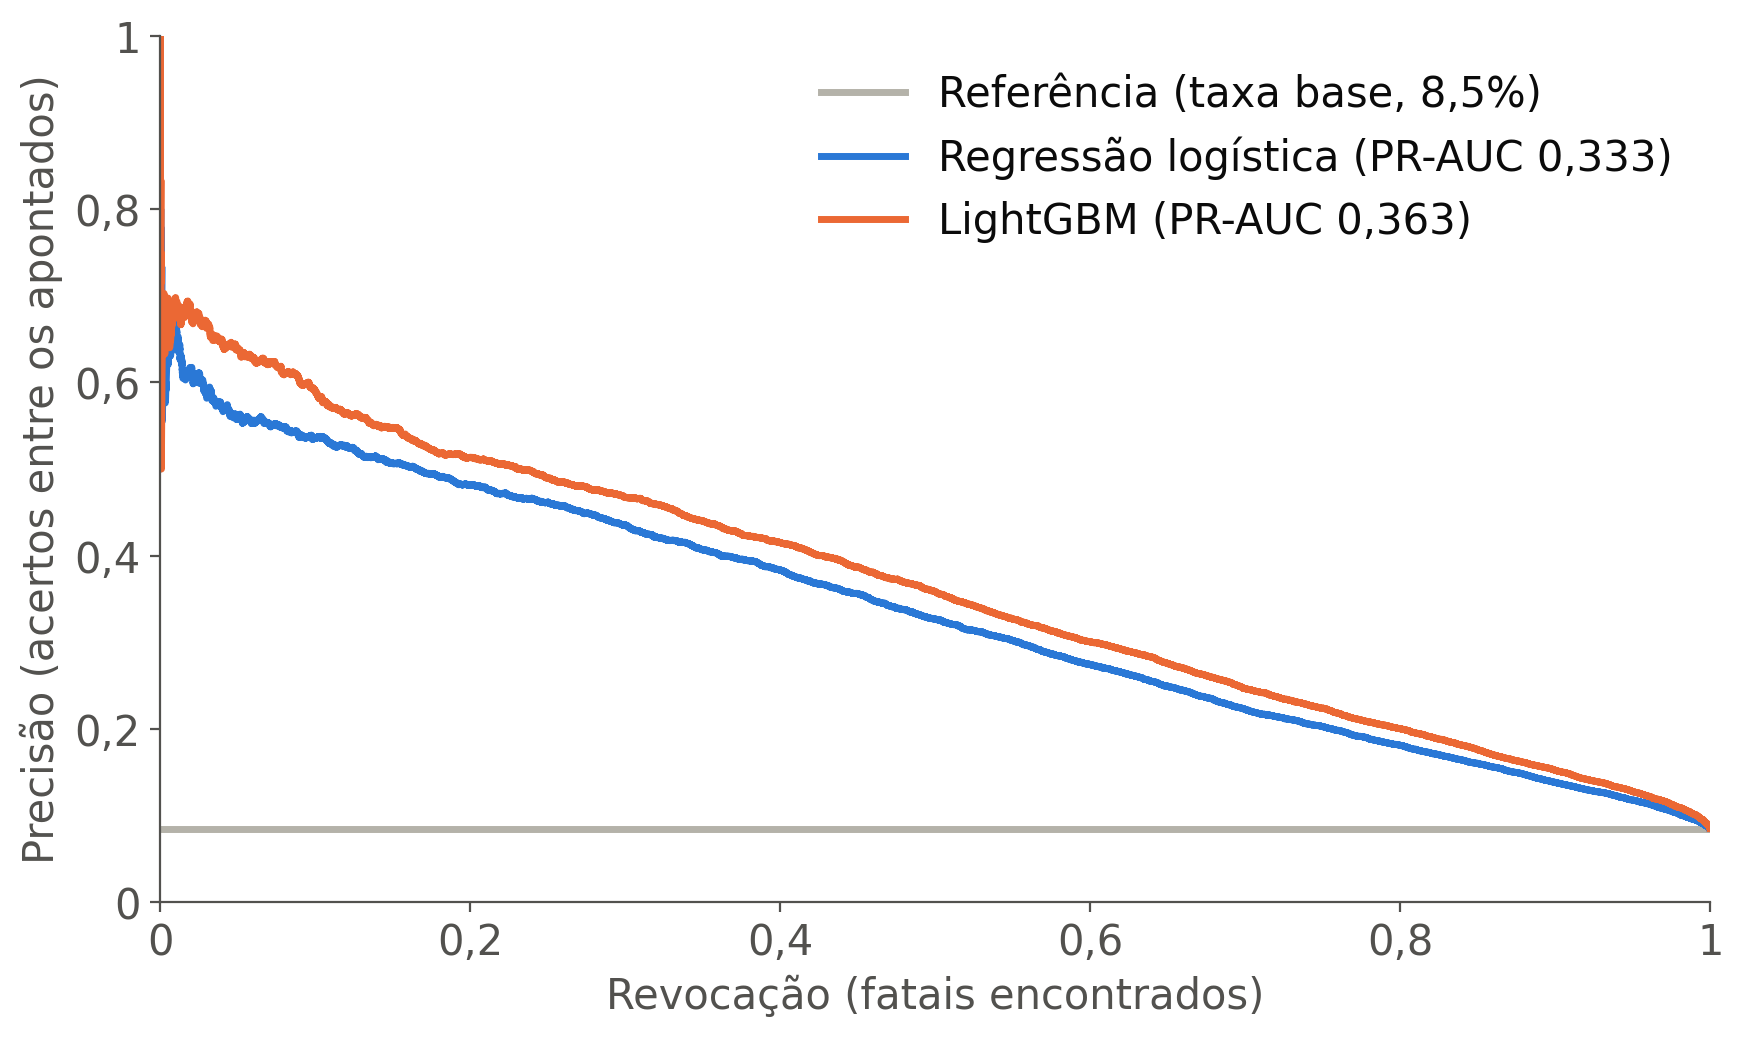 Precisão (acertos entre os apontados)
1
0,8
0,6
0,4
0,2
0
Referência (taxa base, 8,5%)
Regressão logística (PR-AUC 0,333)
LightGBM (PR-AUC 0,363)
0
0,2
0,4
0,6
0,8
1
Revocação (fatais encontrados)